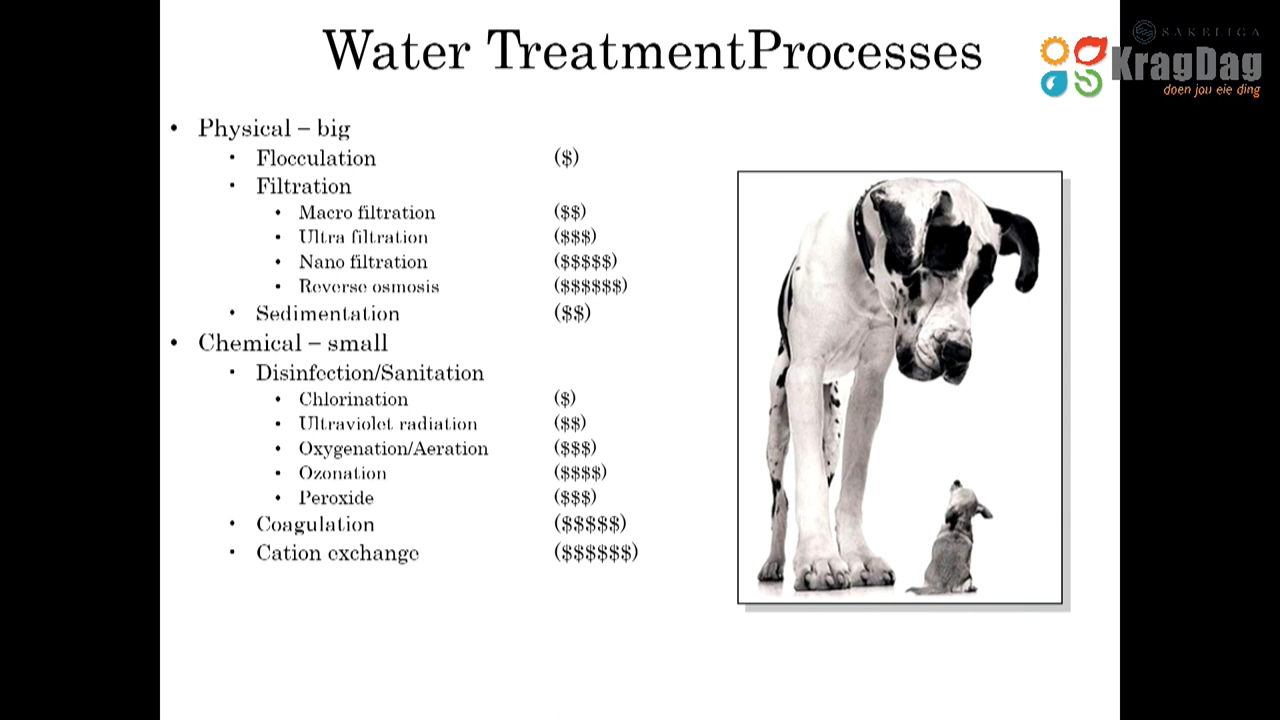 Water TreatmentProcesses
SAKELIGA
KragDag
doen jou eie ding
• Physical – big
• Flocculation ($)
• Filtration
• Macro filtration ($$)
• Ultra filtration ($$$)
• Nano filtration ($$$$$)
• Reverse osmosis ($$$$$$)
• Sedimentation ($$)
• Chemical – small
• Disinfection/Sanitation
• Chlorination ($)
• Ultraviolet radiation ($$)
• Oxygenation/Aeration ($$$)
• Ozonation ($$$$)
• Peroxide ($$$)
• Coagulation ($$$$$)
• Cation exchange ($$$$$$)